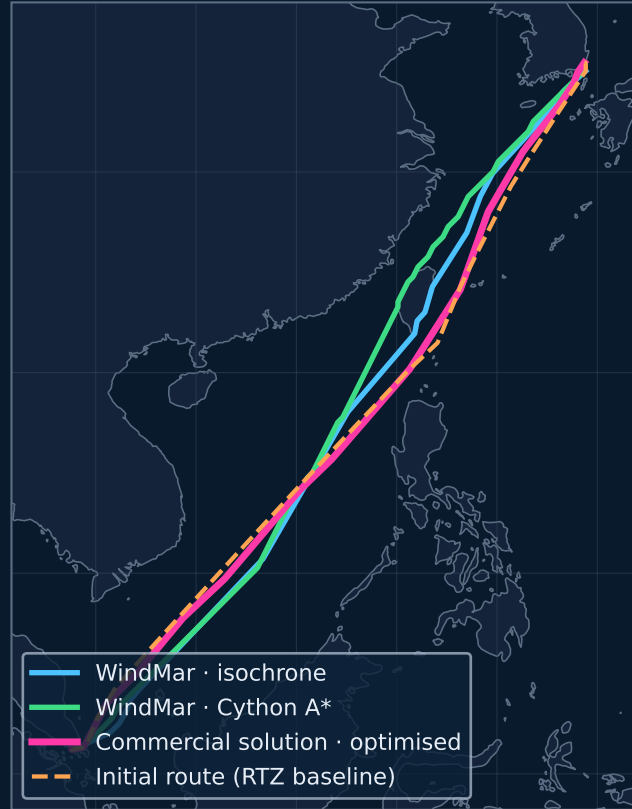 WindMar · isochrone
WindMar · Cython A*
Commercial solution · optimised
Initial route (RTZ baseline)